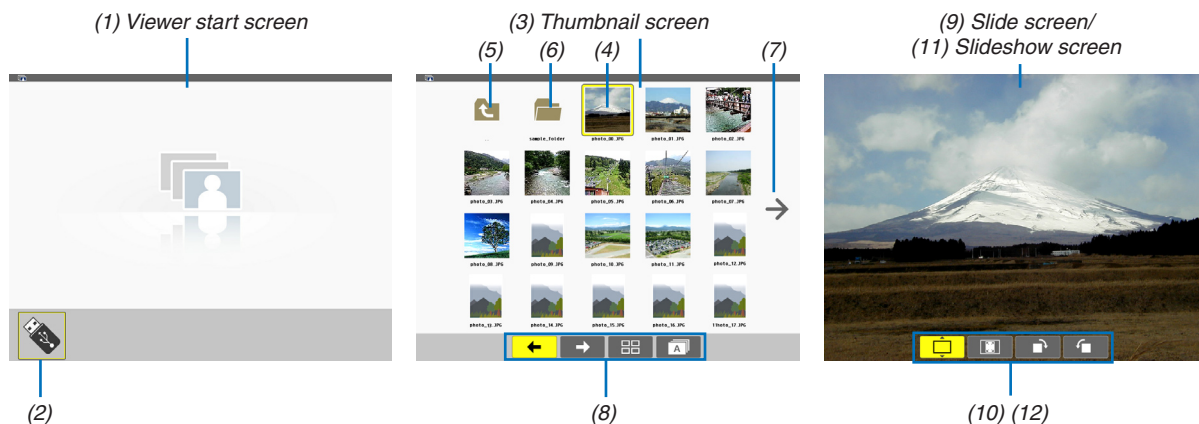 (1) Viewer start screen
(3) Thumbnail screen
(9) Slide screen/
(11) Slideshow screen
(5)
(6)
(4)
(7)
sample_folder
photo_00.JPG
photo_01.JPG
photo_02.JPG
photo_03.JPG
photo_04.JPG
photo_05.JPG
photo_06.JPG
photo_07.JPG
photo_08.JPG
photo_09.JPG
photo_10.JPG
photo_11.JPG
photo_12.JPG
photo_13.JPG
photo_14.JPG
photo_15.JPG
photo_16.JPG
photo_17.JPG
A
(2)
(8)
(10) (12)